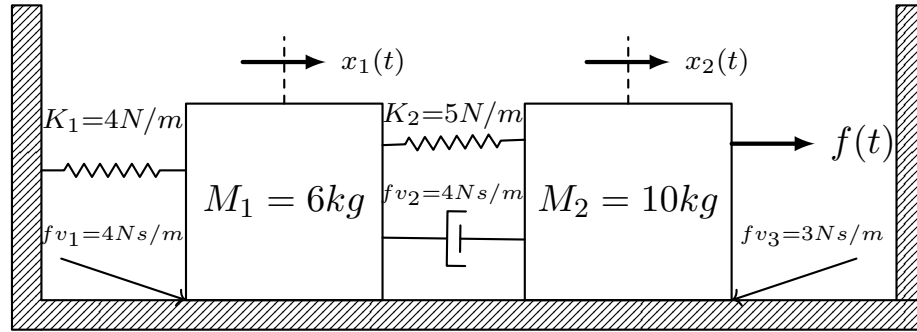 x₁(t)
x₂(t)
K₁=4N/m
K₂=5N/m
f(t)
M₁ = 6kg
fv₂=4Ns/m
M₂ = 10kg
fv₁=4Ns/m
fv₃=3Ns/m